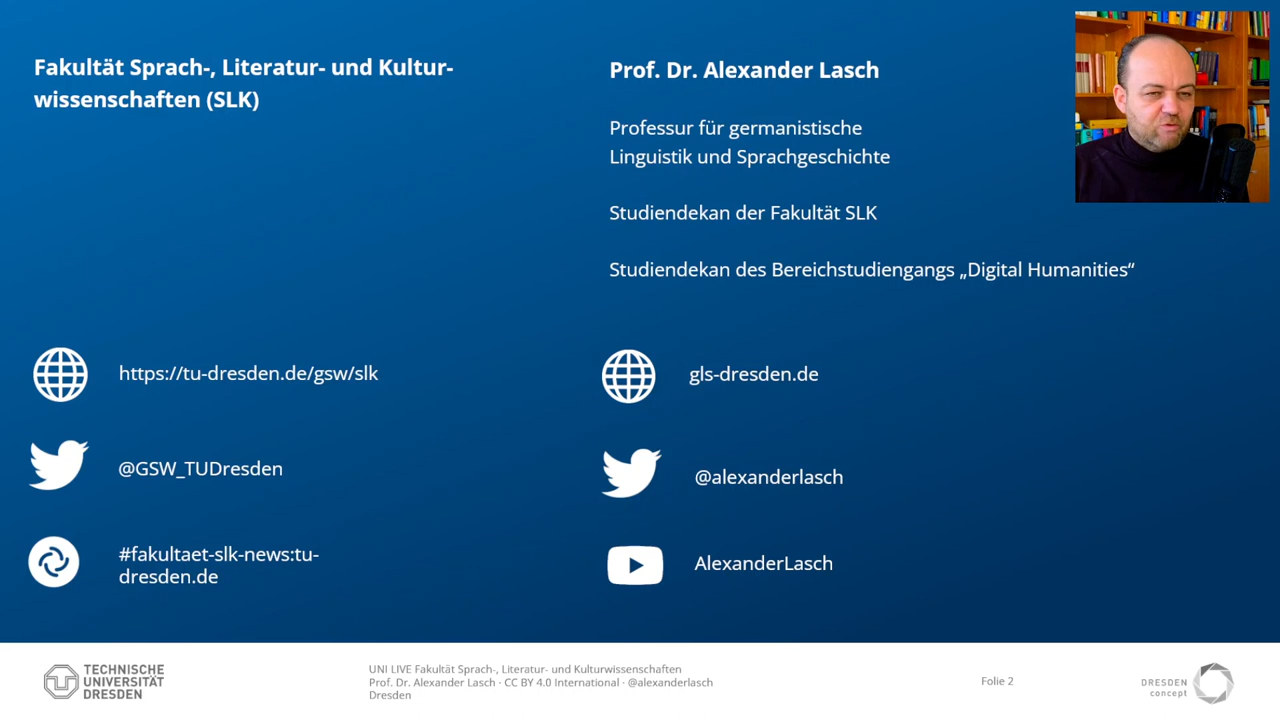 Fakultät Sprach-, Literatur- und Kultur-
wissenschaften (SLK)
https://tu-dresden.de/gsw/slk
@GSW_TUDresden
#fakultaet-slk-news:tu-
dresden.de
Prof. Dr. Alexander Lasch
Professur für germanistische
Linguistik und Sprachgeschichte
Studiendekan der Fakultät SLK
Studiendekan des Bereichstudiengangs „Digital Humanities“
gls-dresden.de
@alexanderlasch
AlexanderLasch
TECHNISCHE
UNIVERSITÄT
DRESDEN
UNI LIVE Fakultät Sprach-, Literatur- und Kulturwissenschaften
Prof. Dr. Alexander Lasch · CC BY 4.0 International · @alexanderlasch
Dresden
Folie 2
DRESDEN
concept